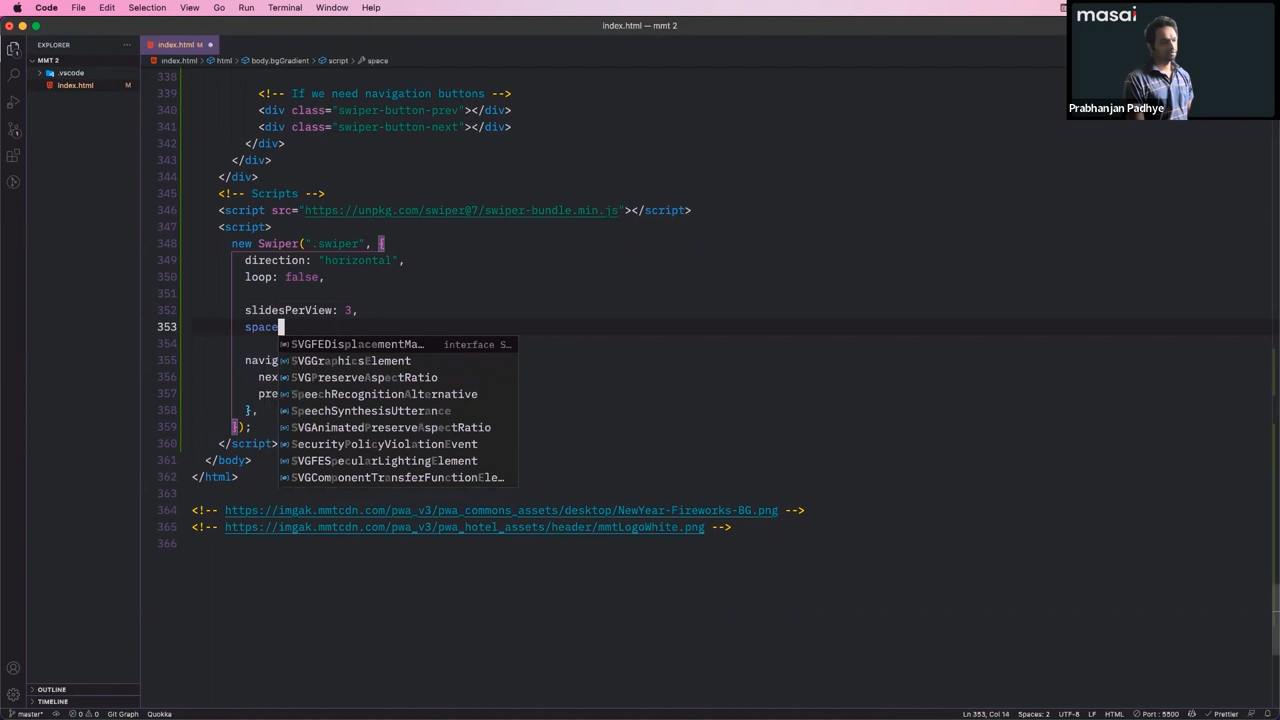 Code File Edit Selection View Go Run Terminal Window Help
index.html — mmt 2
masai
Prabhanjan Padhye
EXPLORER
index.html M
MMT 2
.vscode
index.html M
index.html > html > body.bgGradient > script > space
338
339 <!-- If we need navigation buttons -->
340 <div class="swiper-button-prev"></div>
341 <div class="swiper-button-next"></div>
342 </div>
343 </div>
344 </div>
345 <!-- Scripts -->
346 <script src="https://unpkg.com/swiper@7/swiper-bundle.min.js"></script>
347 <script>
348 new Swiper(".swiper", {
349 direction: "horizontal",
350 loop: false,
351
352 slidesPerView: 3,
353 space
354 SVGFEDisplacementMa… interface S…
355 navig SVGGraphicsElement
356 nex SVGPreserveAspectRatio
357 pre SpeechRecognitionAlternative
358 }, SpeechSynthesisUtterance
359 }); SVGAnimatedPreserveAspectRatio
360 </script> SecurityPolicyViolationEvent
361 </body> SVGFESpecularLightingElement
362 </html> SVGComponentTransferFunctionEle…
363
364 <!-- https://imgak.mmtcdn.com/pwa_v3/pwa_commons_assets/desktop/NewYear-Fireworks-BG.png -->
365 <!-- https://imgak.mmtcdn.com/pwa_v3/pwa_hotel_assets/header/mmtLogoWhite.png -->
366
OUTLINE
TIMELINE
master* 0 0 Git Graph Quokka Ln 353, Col 14 Spaces: 2 UTF-8 LF HTML Port : 5500 Prettier